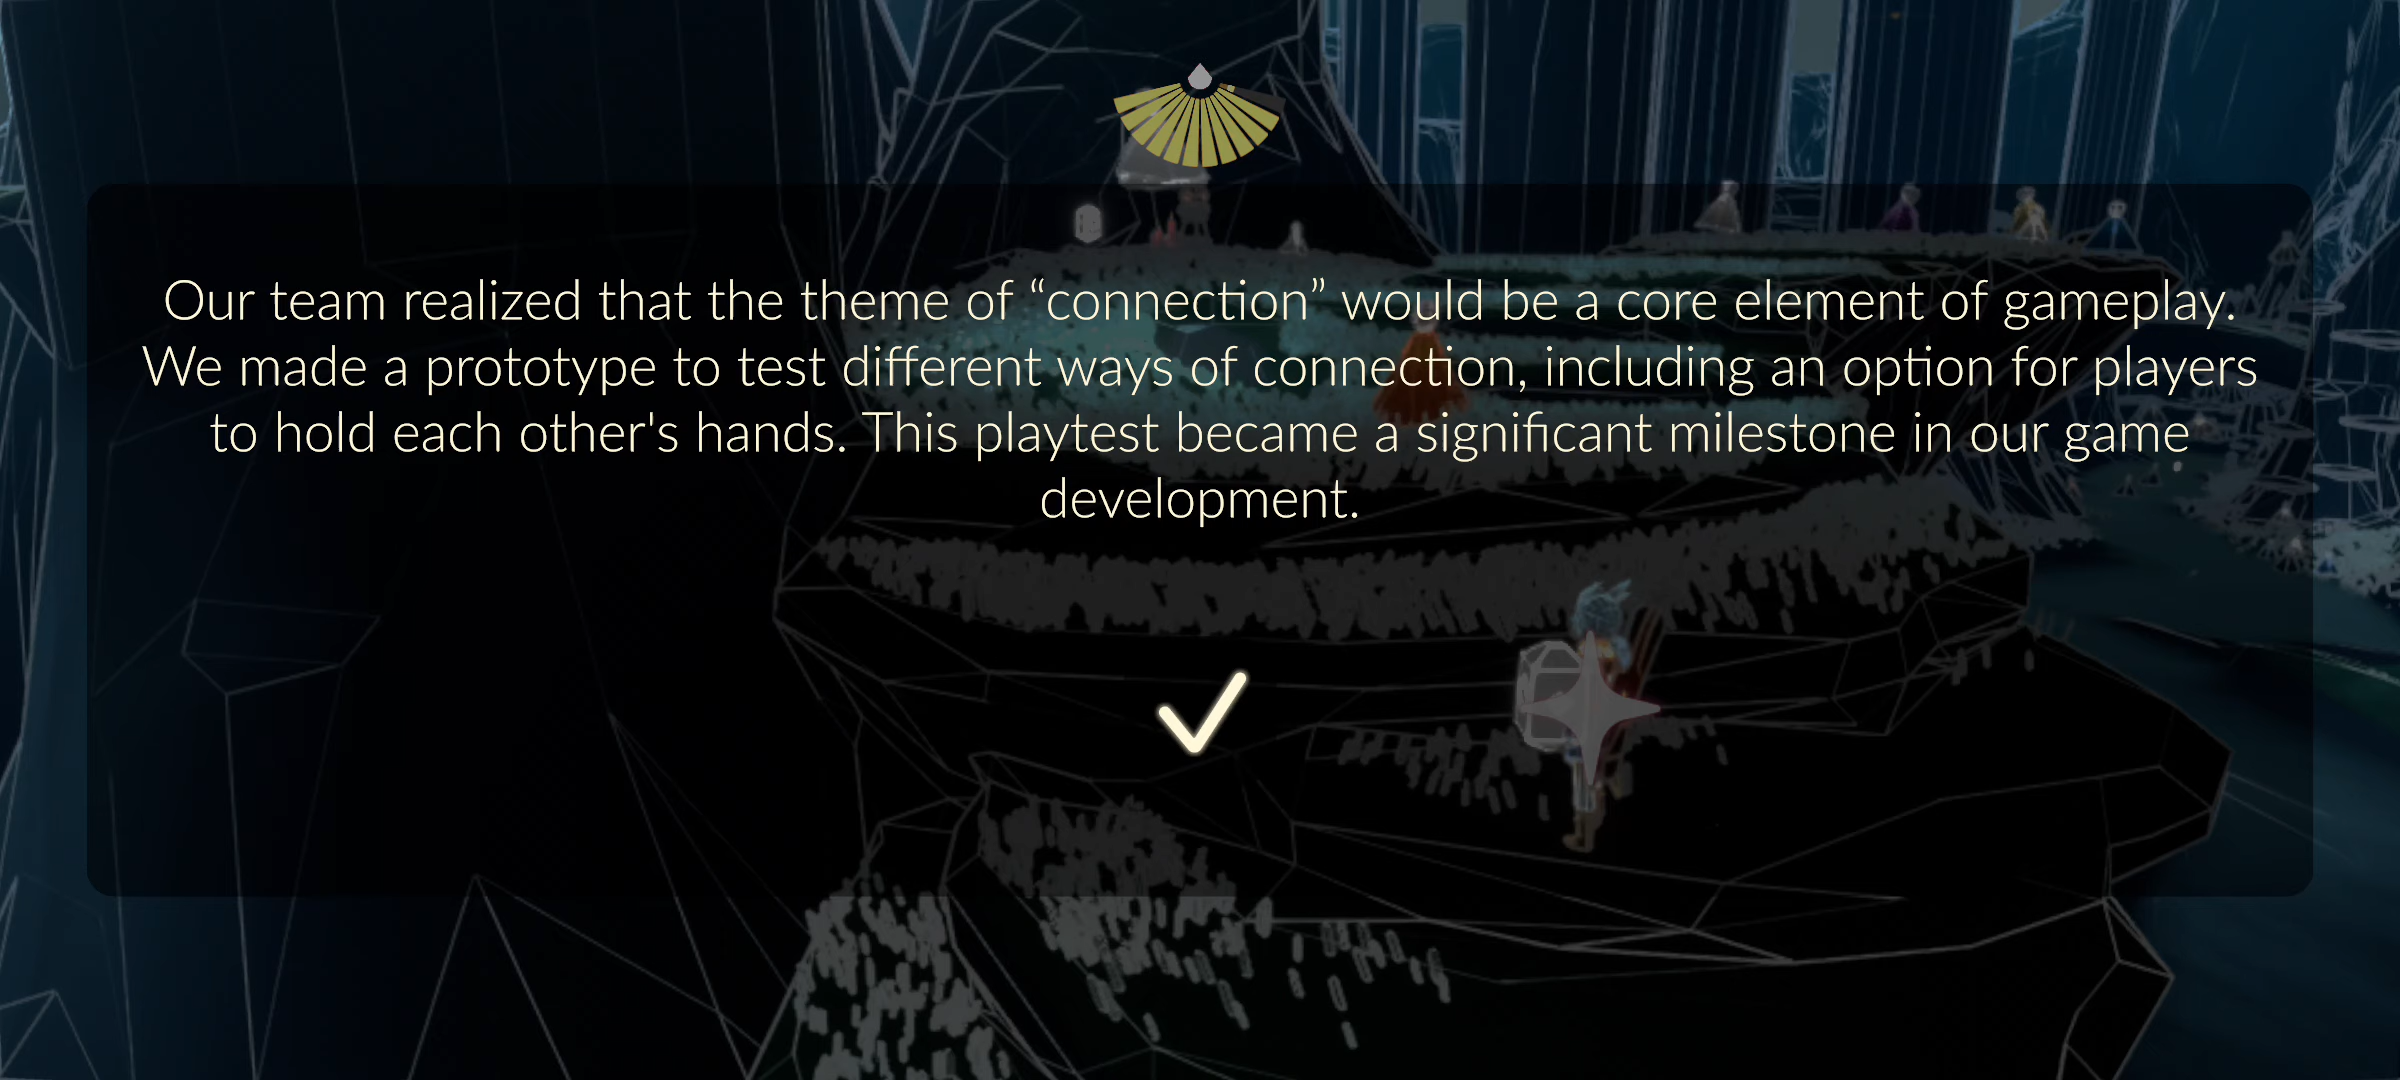 Our team realized that the theme of “connection” would be a core element of gameplay.
We made a prototype to test different ways of connection, including an option for players
to hold each other's hands. This playtest became a significant milestone in our game
development.